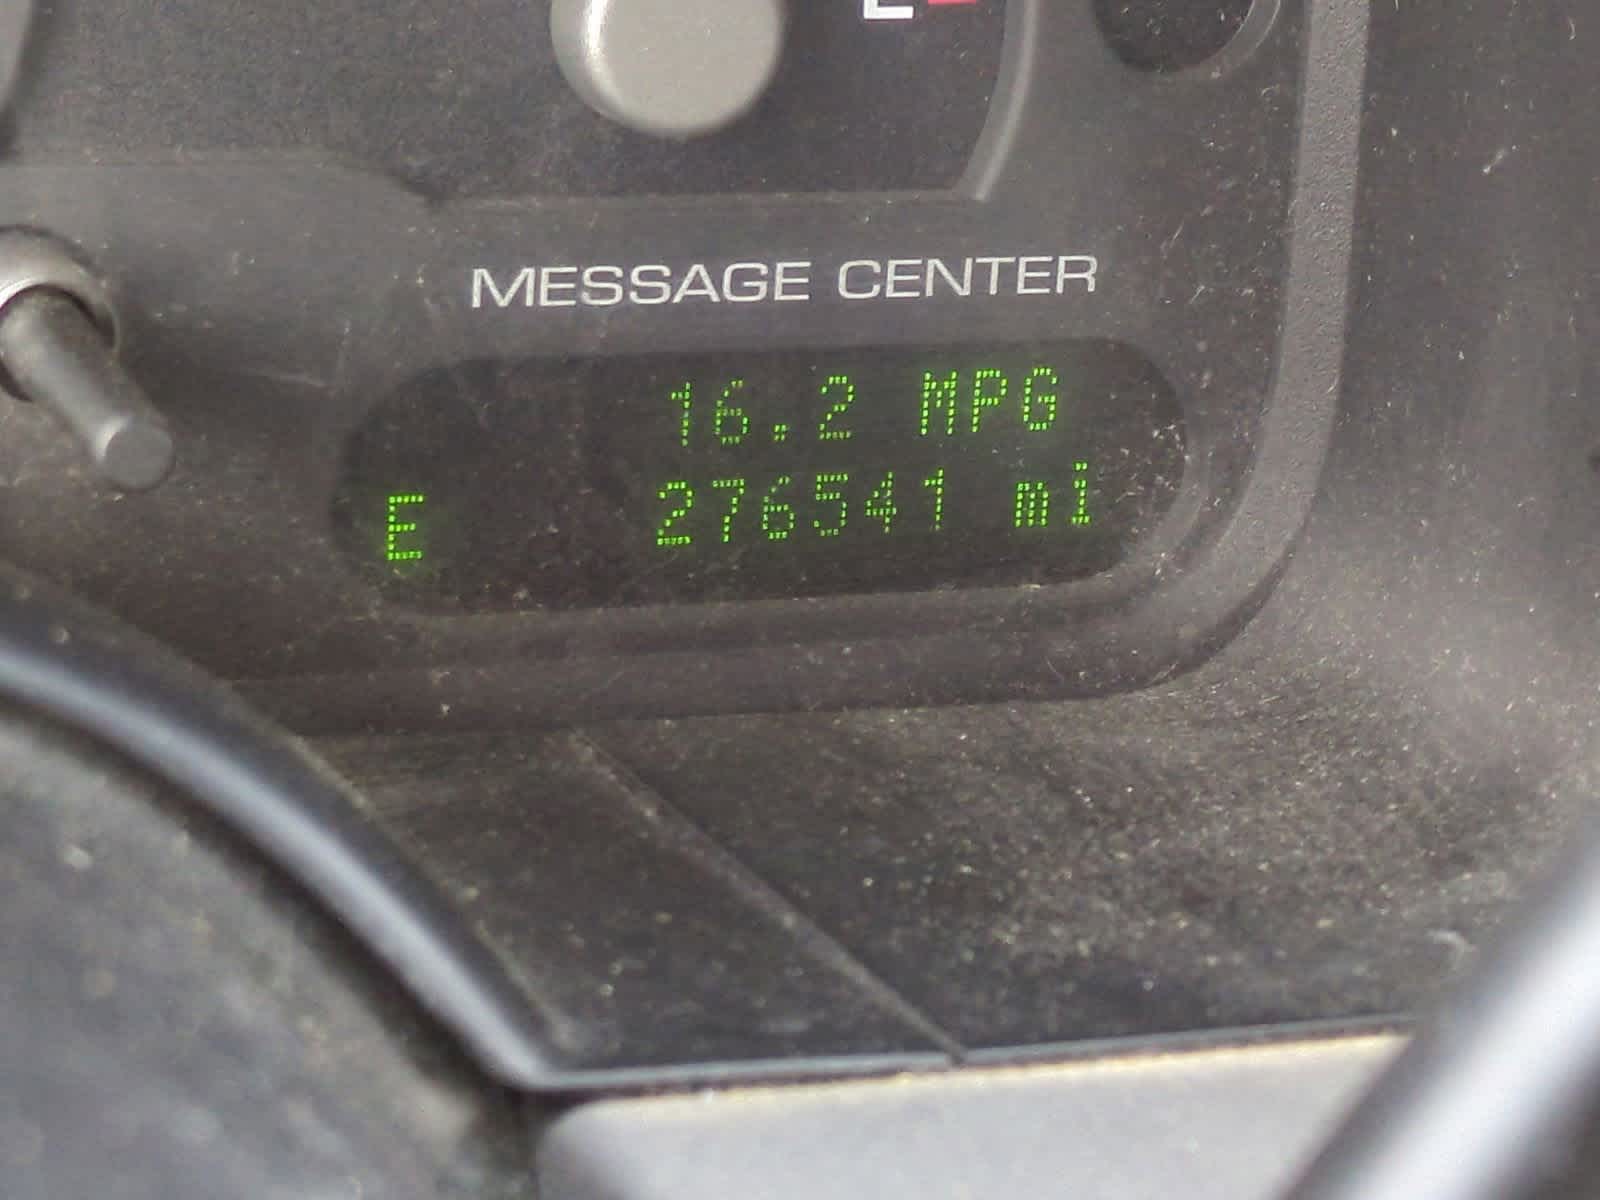 E
MESSAGE CENTER
16.2 MPG
E 276541 mi